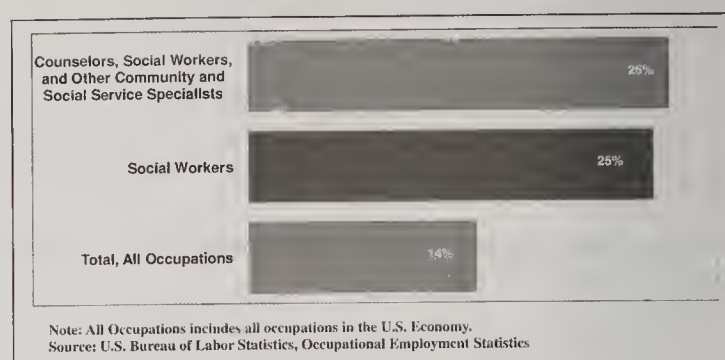 Counselors, Social Workers,
and Other Community and
Social Service Specialists
26%
Social Workers
25%
Total, All Occupations
14%
Note: All Occupations includes all occupations in the U.S. Economy.
Source: U.S. Bureau of Labor Statistics, Occupational Employment Statistics